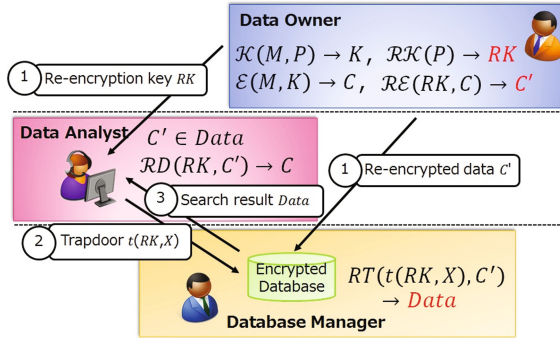 Data Owner
𝒦(M, P) → K, ℛ𝒦(P) → RK
ℰ(M, K) → C, ℛℰ(RK, C) → C'
1 Re-encryption key RK
Data Analyst
C' ∈ Data
ℛ𝒟(RK, C') → C
1 Re-encrypted data C'
3 Search result Data
2 Trapdoor t(RK,X)
Encrypted
Database
RT(t(RK, X), C')
→ Data
Database Manager